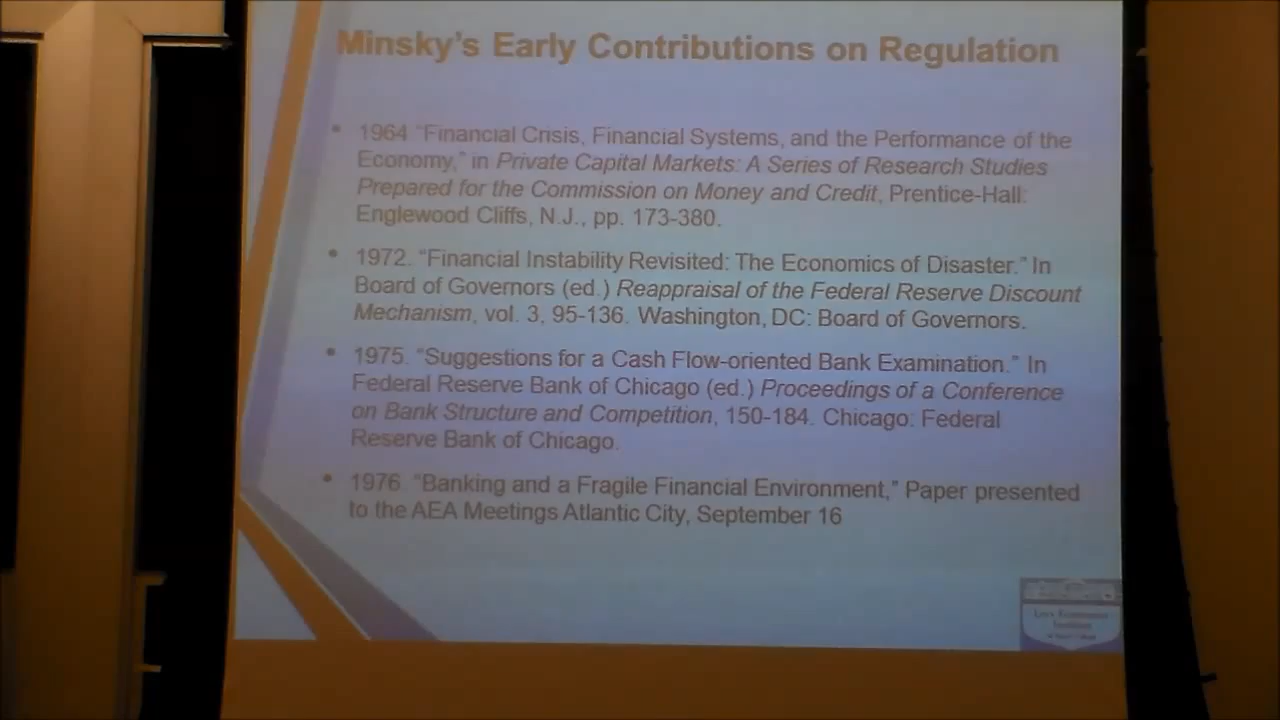 Minsky's Early Contributions on Regulation
• 1964 "Financial Crisis, Financial Systems, and the Performance of the
Economy," in Private Capital Markets: A Series of Research Studies
Prepared for the Commission on Money and Credit, Prentice-Hall:
Englewood Cliffs, N.J., pp. 173-380.
• 1972. "Financial Instability Revisited: The Economics of Disaster." In
Board of Governors (ed.) Reappraisal of the Federal Reserve Discount
Mechanism, vol. 3, 95-136. Washington, DC: Board of Governors.
• 1975. "Suggestions for a Cash Flow-oriented Bank Examination." In
Federal Reserve Bank of Chicago (ed.) Proceedings of a Conference
on Bank Structure and Competition, 150-184. Chicago: Federal
Reserve Bank of Chicago.
• 1976. "Banking and a Fragile Financial Environment," Paper presented
to the AEA Meetings Atlantic City, September 16
Levy Economics
Institute
of Bard College